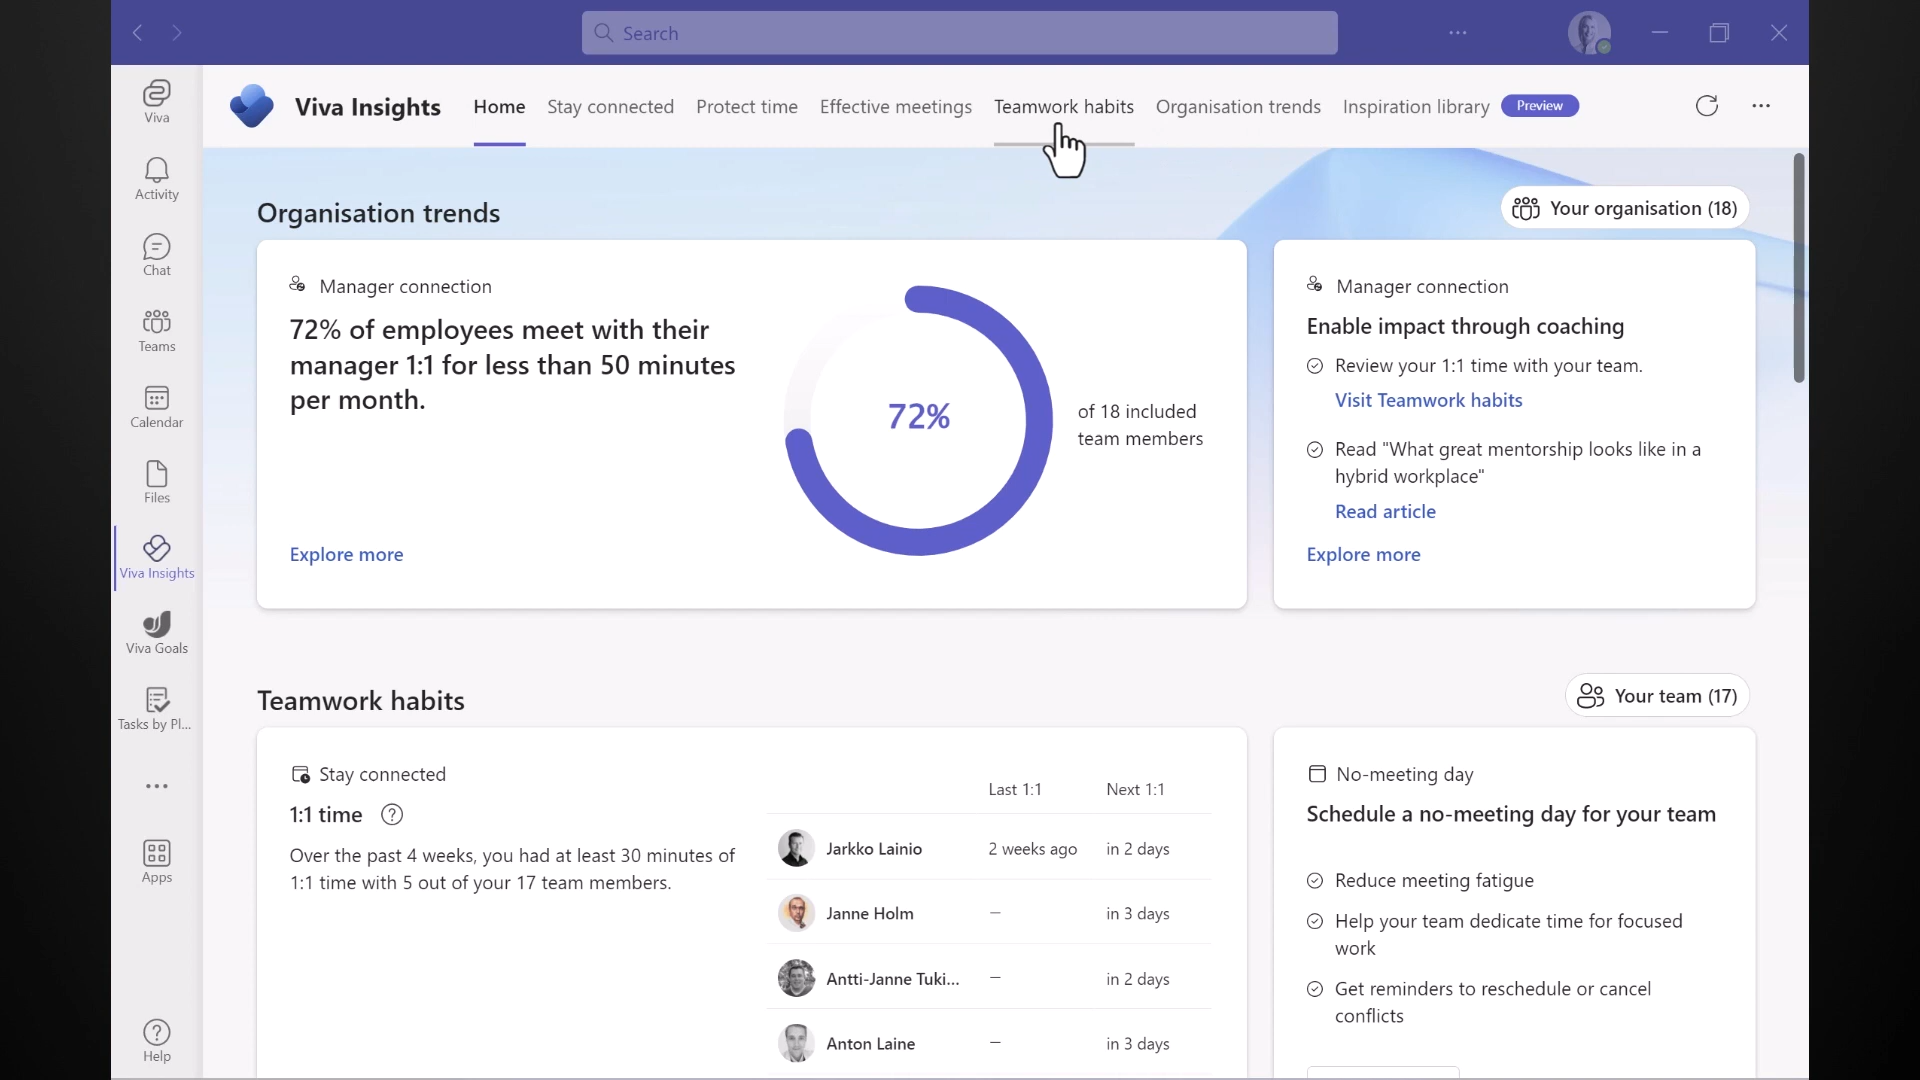 Search
Viva Insights
Home
Stay connected
Protect time
Effective meetings
Teamwork habits
Organisation trends
Inspiration library
Preview
Viva
Activity
Chat
Teams
Calendar
Files
Viva Insights
Viva Goals
Tasks by Pl...
Apps
Help
Organisation trends
Your organisation (18)
Manager connection
72% of employees meet with their
manager 1:1 for less than 50 minutes
per month.
72%
of 18 included
team members
Explore more
Manager connection
Enable impact through coaching
Review your 1:1 time with your team.
Visit Teamwork habits
Read "What great mentorship looks like in a
hybrid workplace"
Read article
Explore more
Teamwork habits
Your team (17)
Stay connected
1:1 time
Over the past 4 weeks, you had at least 30 minutes of
1:1 time with 5 out of your 17 team members.
Last 1:1
Next 1:1
Jarkko Lainio
2 weeks ago
in 2 days
Janne Holm
–
in 3 days
Antti-Janne Tuki...
–
in 2 days
Anton Laine
–
in 3 days
No-meeting day
Schedule a no-meeting day for your team
Reduce meeting fatigue
Help your team dedicate time for focused
work
Get reminders to reschedule or cancel
conflicts